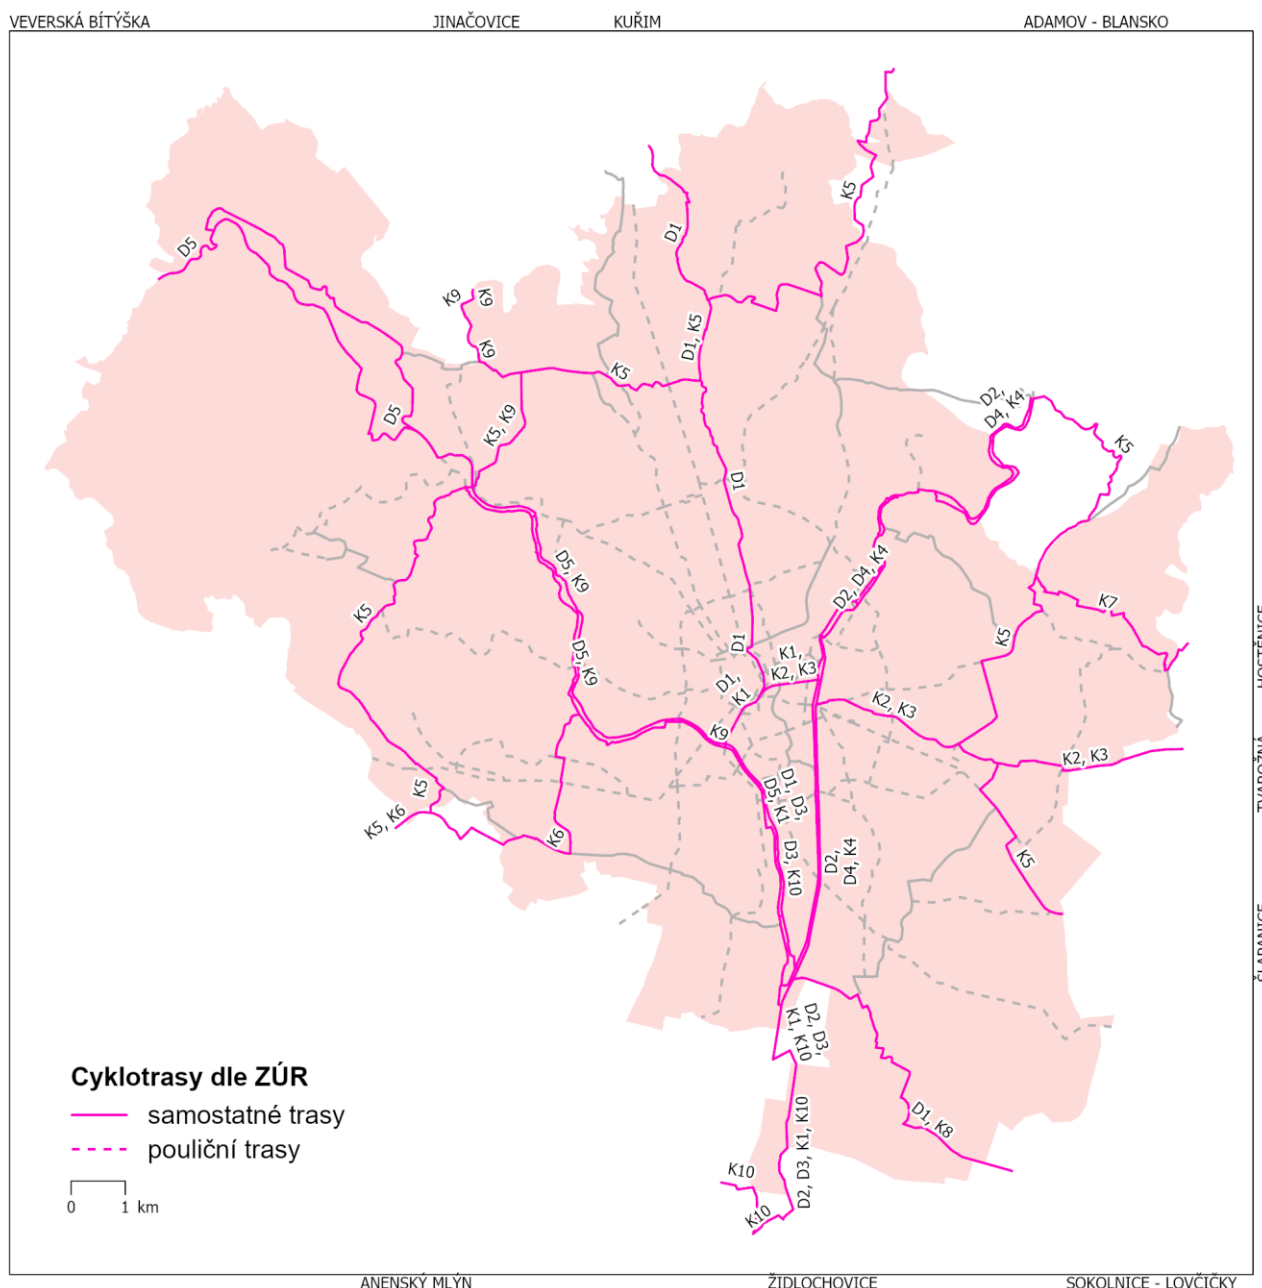 VEVERSKÁ BÍTÝŠKA
JINAČOVICE
KUŘIM
ADAMOV - BLANSKO
K5
D1
D5
K9
K9
K9
D1, K5
K5
D2,
D4, K4
D5
K5, K9
K5
D1
D5, K9
D2, D4, K4
K7
K5
K5
D1
K1,
K2, K3
D5, K9
D1,
K1
K2, K3
K9
K2, K3
K5
D1, D3,
D5, K1
K5, K6
K6
D3, K10
D2,
D4, K4
K5
HOSTĚNICE
TVAROŽNÁ
ŠLAPANICE
D2, D3,
K1, K10
Cyklotrasy dle ZÚR
samostatné trasy
pouliční trasy
0 1 km
D1, K8
D2, D3, K1, K10
K10
K10
ANENSKÝ MLÝN
ŽIDLOCHOVICE
SOKOLNICE - LOVČIČKY